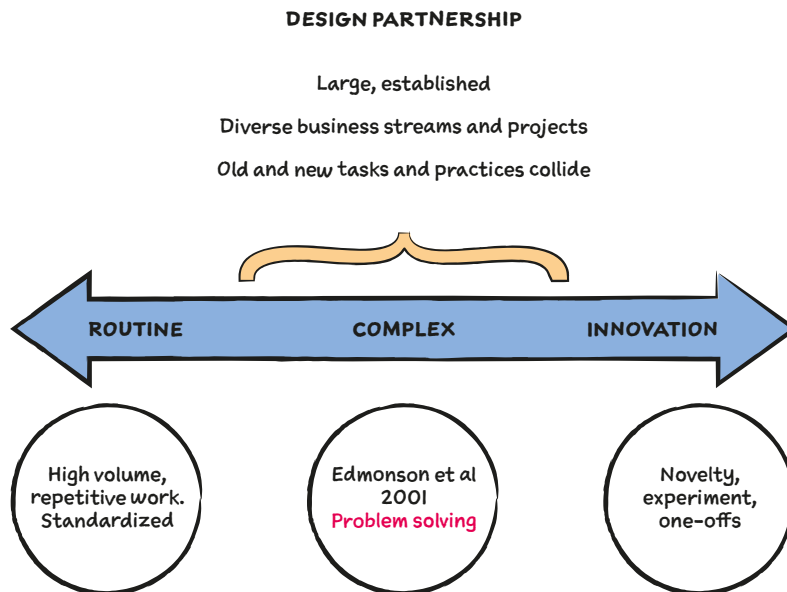 DESIGN PARTNERSHIP
Large, established
Diverse business streams and projects
Old and new tasks and practices collide
ROUTINE
COMPLEX
INNOVATION
High volume,
repetitive work.
Standardized
Edmonson et al
2001
Problem solving
Novelty,
experiment,
one-offs